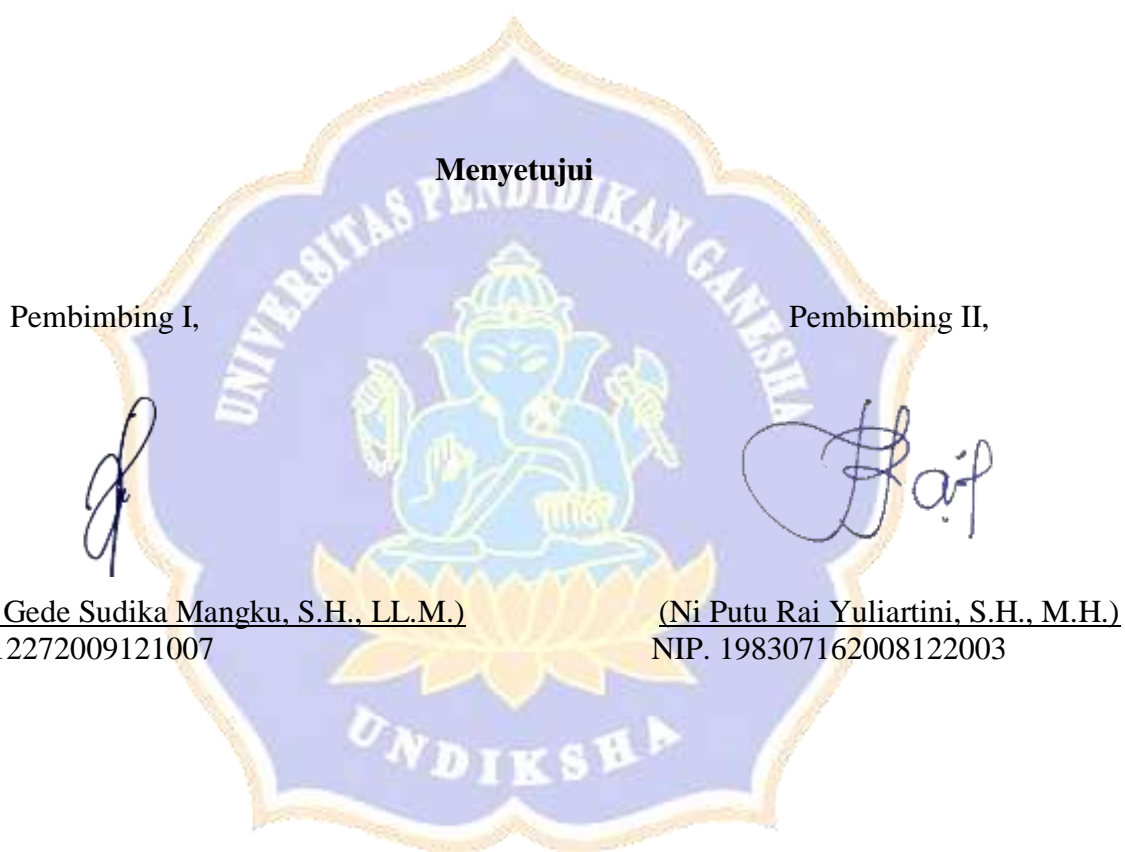 Menyetujui
UNIVERSITAS PENDIDIKAN GANESHA
Pembimbing I,
Pembimbing II,
Gede Sudika Mangku, S.H., LL.M.)
(Ni Putu Rai Yuliartini, S.H., M.H.)
2272009121007
NIP. 198307162008122003
UNDIKSHA